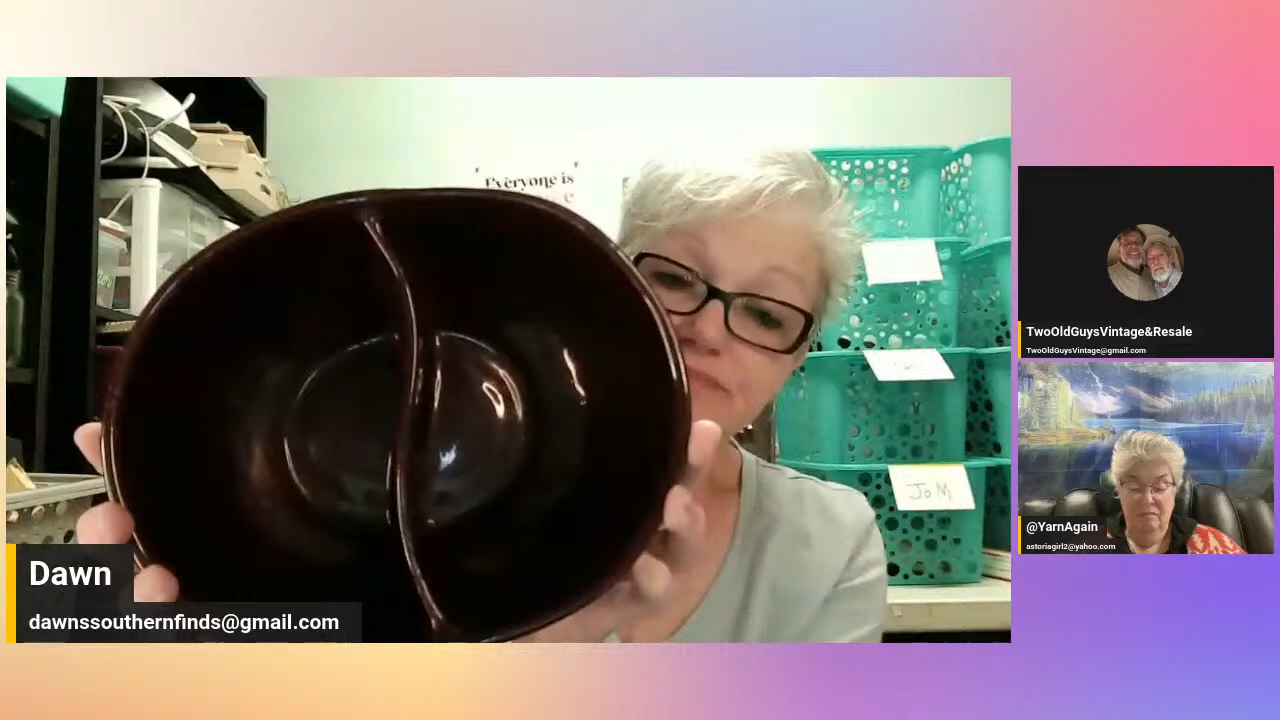 Everyone is
JoM
Dawn
dawnssouthernfinds@gmail.com
TwoOldGuysVintage&Resale
TwoOldGuysVintage@gmail.com
@YarnAgain
astoriagirl2@yahoo.com